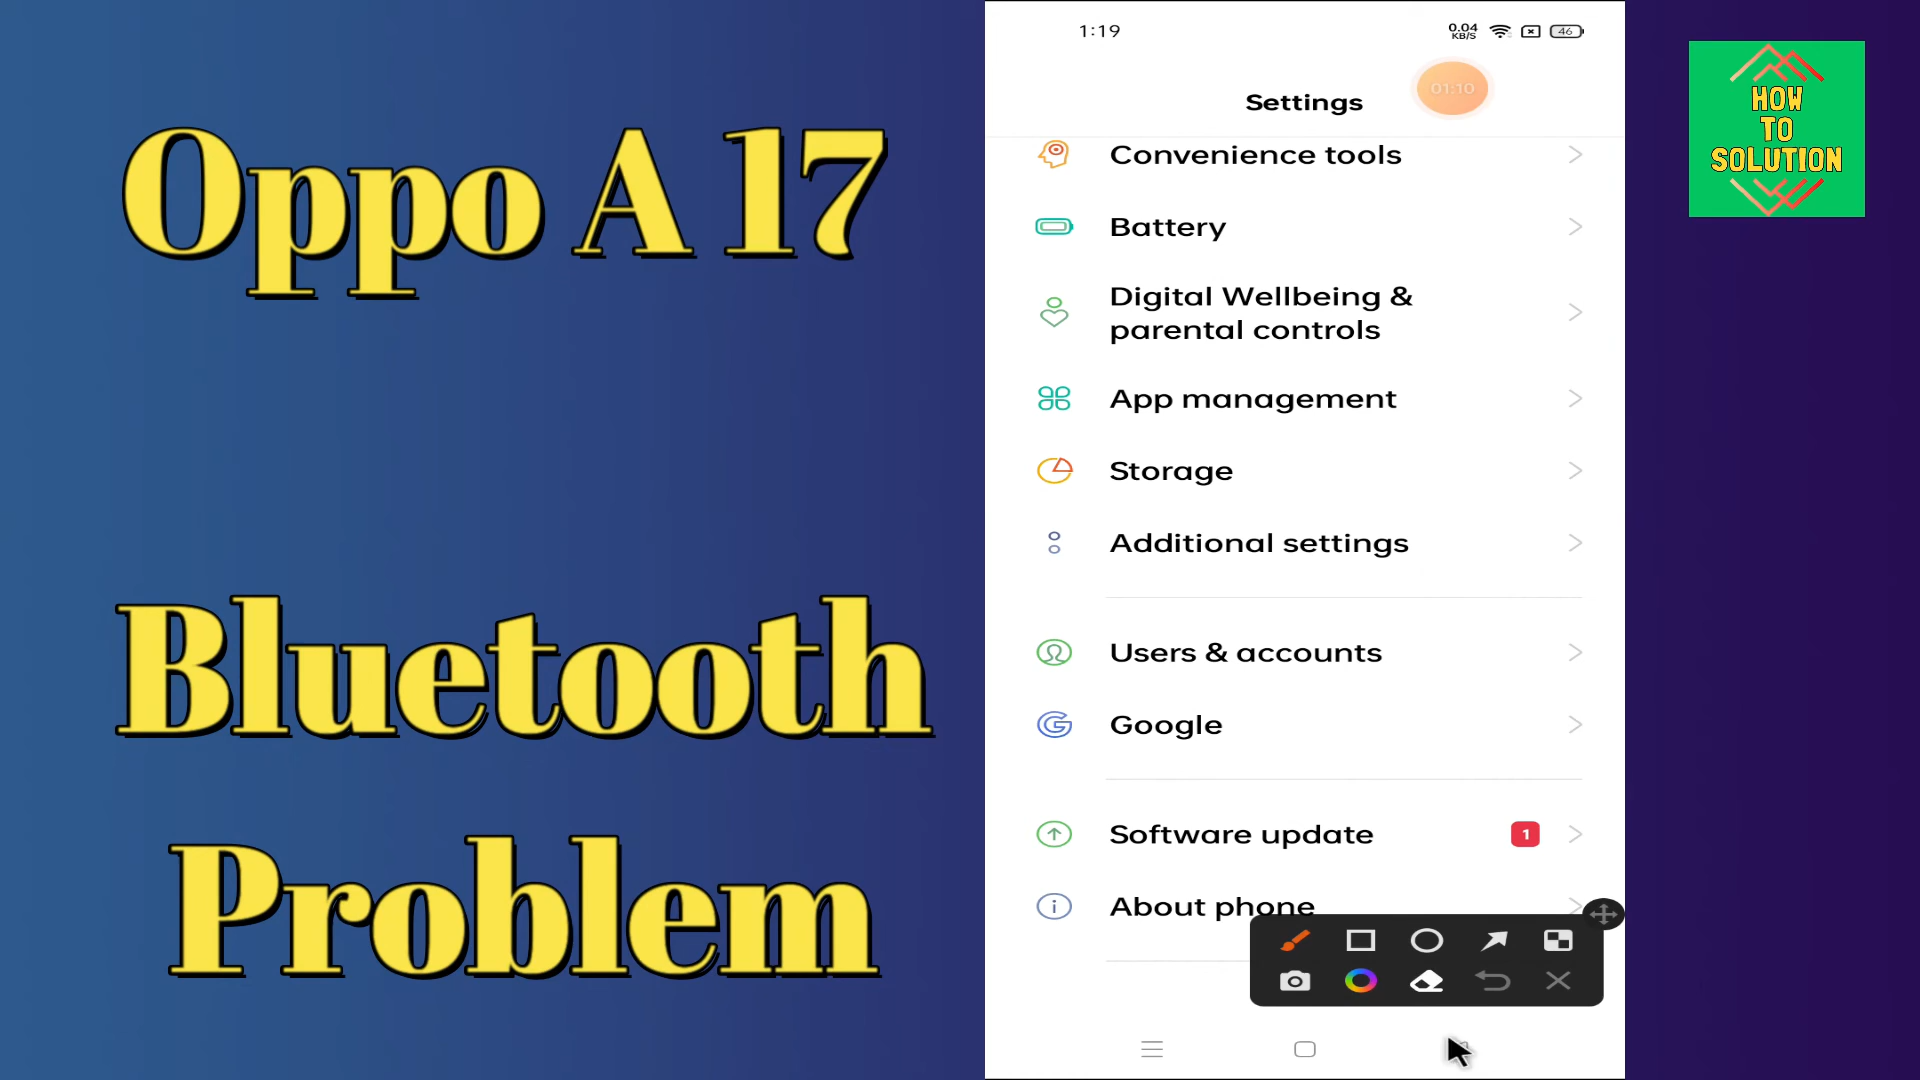 Oppo A 17
Bluetooth
Problem
1:19
0.04
KB/S
46
Settings
01:10
Convenience tools
Battery
Digital Wellbeing &
parental controls
App management
Storage
Additional settings
Users & accounts
Google
Software update
1
About phone
HOW
TO
SOLUTION